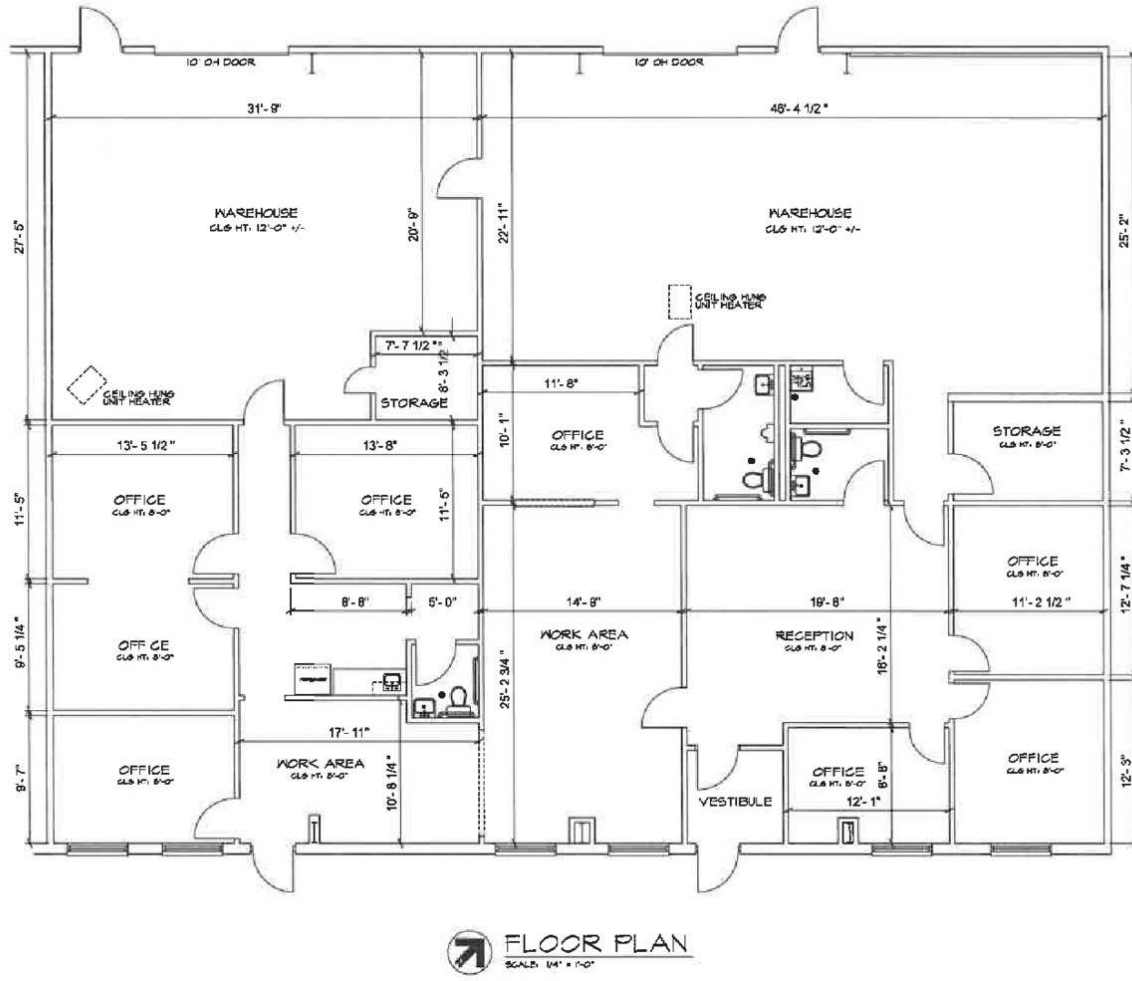 10' OH DOOR
10' OH DOOR
31'- 9"
46'- 4 1/2 "
WAREHOUSE
CLG HT: 12'-0" +/-
WAREHOUSE
CLG HT: 12'-0" +/-
27'- 5"
20'- 9"
22'- 11"
25'- 2"
CEILING HUNG
UNIT HEATER
7'- 7 1/2 "
8'- 3 1/2
CEILING HUNG
UNIT HEATER
STORAGE
11'- 8"
10'- 1"
OFFICE
CLG HT: 8'-0"
STORAGE
CLG HT: 8'-0"
7'- 3 1/2 "
13'- 5 1/2 "
13'- 8"
OFFICE
CLG HT: 8'-0"
OFFICE
CLG HT: 8'-0"
11'- 5"
11'- 5"
OFFICE
CLG HT: 8'-0"
12'- 7 1/4 "
8'- 8"
5'- 0"
14'- 9"
19'- 8"
11'- 2 1/2 "
OFFICE
CLG HT: 8'-0"
9'- 5 1/4"
WORK AREA
CLG HT: 8'-0"
RECEPTION
CLG HT: 8'-0"
16'- 2 1/4 "
25'- 2 3/4 "
17'- 11"
OFFICE
CLG HT: 8'-0"
9'- 7"
WORK AREA
CLG HT: 8'-0"
10'- 8 1/4 "
VESTIBULE
OFFICE
CLG HT: 8'-0"
8'- 8"
12'- 1"
OFFICE
CLG HT: 8'-0"
12'- 3"
FLOOR PLAN
SCALE: 1/4" = 1'-0"